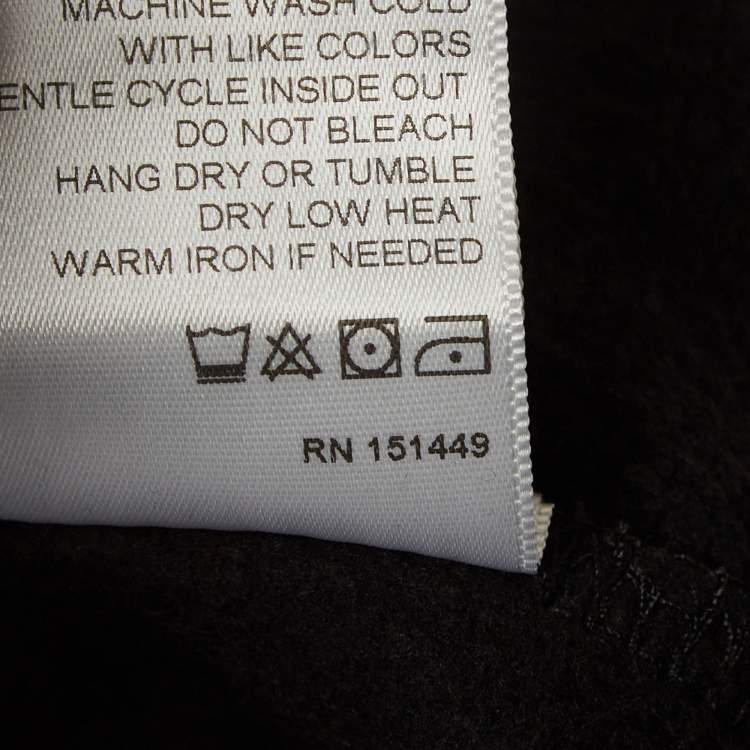 MACHINE WASH COLD
WITH LIKE COLORS
ENTLE CYCLE INSIDE OUT
DO NOT BLEACH
HANG DRY OR TUMBLE
DRY LOW HEAT
WARM IRON IF NEEDED
RN 151449